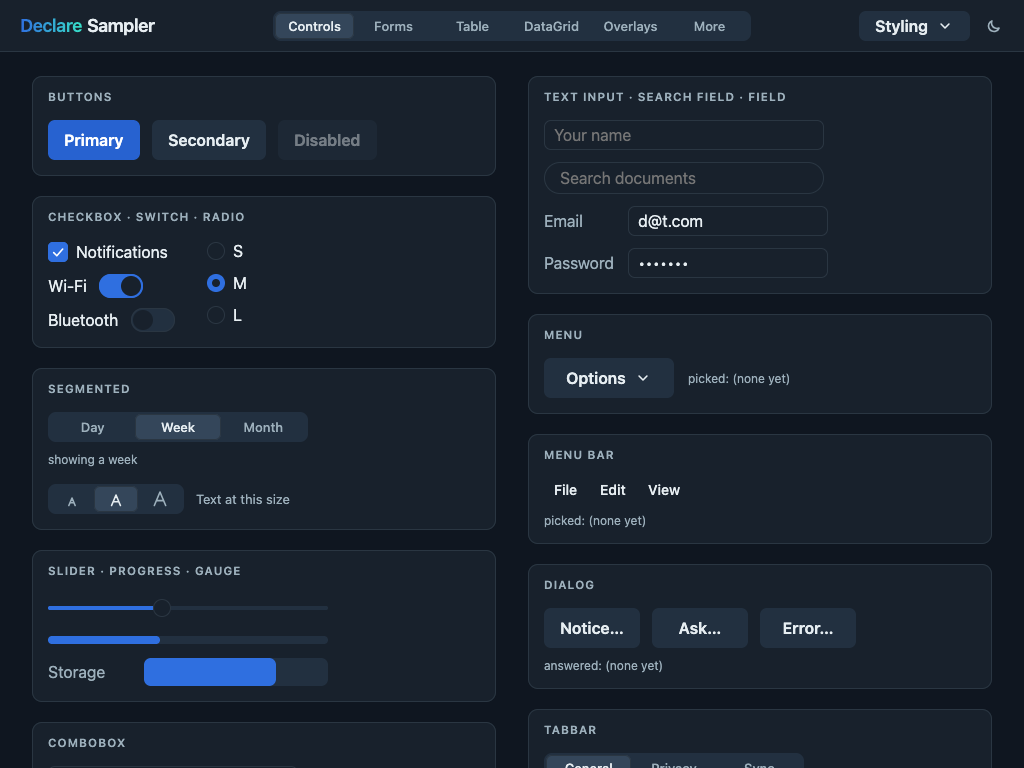 Declare Sampler
Controls
Forms
Table
DataGrid
Overlays
More
Styling
BUTTONS
Primary
Secondary
Disabled
CHECKBOX · SWITCH · RADIO
Notifications
Wi-Fi
Bluetooth
S
M
L
SEGMENTED
Day
Week
Month
showing a week
A
A
A
Text at this size
SLIDER · PROGRESS · GAUGE
Storage
COMBOBOX
TEXT INPUT · SEARCH FIELD · FIELD
Your name
Search documents
Email
d@t.com
Password
•••••••
MENU
Options
picked: (none yet)
MENU BAR
File
Edit
View
picked: (none yet)
DIALOG
Notice...
Ask...
Error...
answered: (none yet)
TABBAR
General
Privacy
Sync